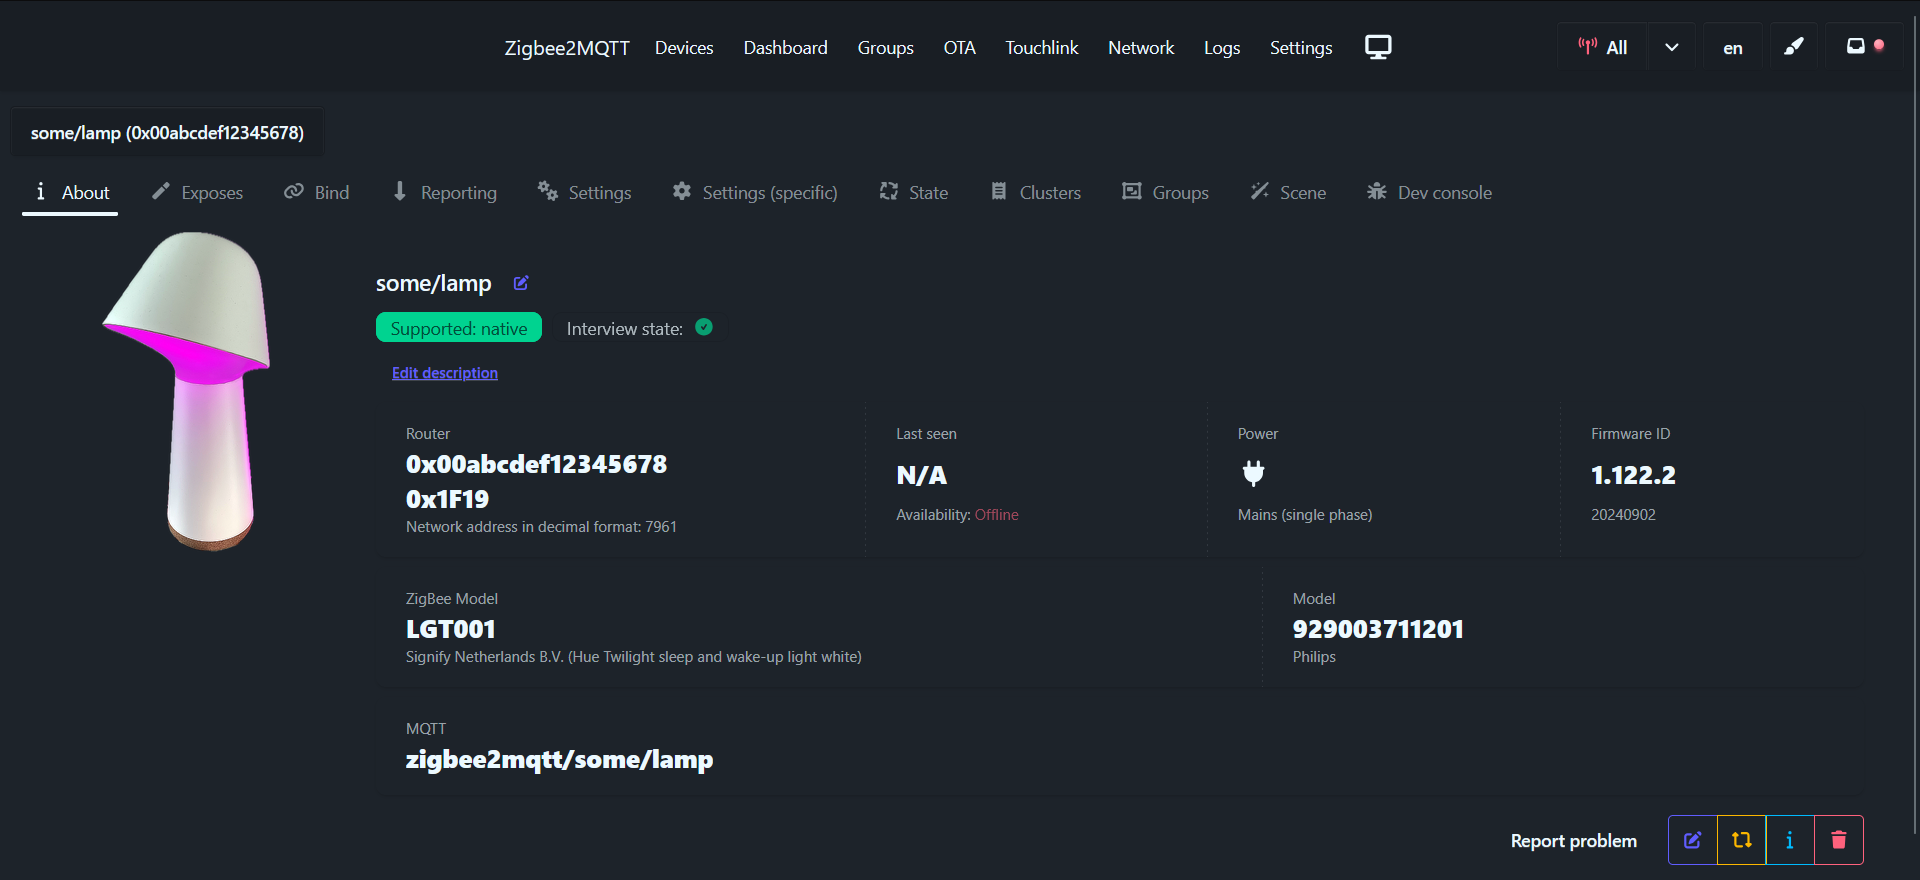 Zigbee2MQTT Devices Dashboard Groups OTA Touchlink Network Logs Settings All en
some/lamp (0x00abcdef12345678)
About Exposes Bind Reporting Settings Settings (specific) State Clusters Groups Scene Dev console
some/lamp
Supported: native Interview state:
Edit description
Router
0x00abcdef12345678
0x1F19
Network address in decimal format: 7961
Last seen
N/A
Availability: Offline
Power
Mains (single phase)
Firmware ID
1.122.2
20240902
ZigBee Model
LGT001
Signify Netherlands B.V. (Hue Twilight sleep and wake-up light white)
Model
929003711201
Philips
MQTT
zigbee2mqtt/some/lamp
Report problem